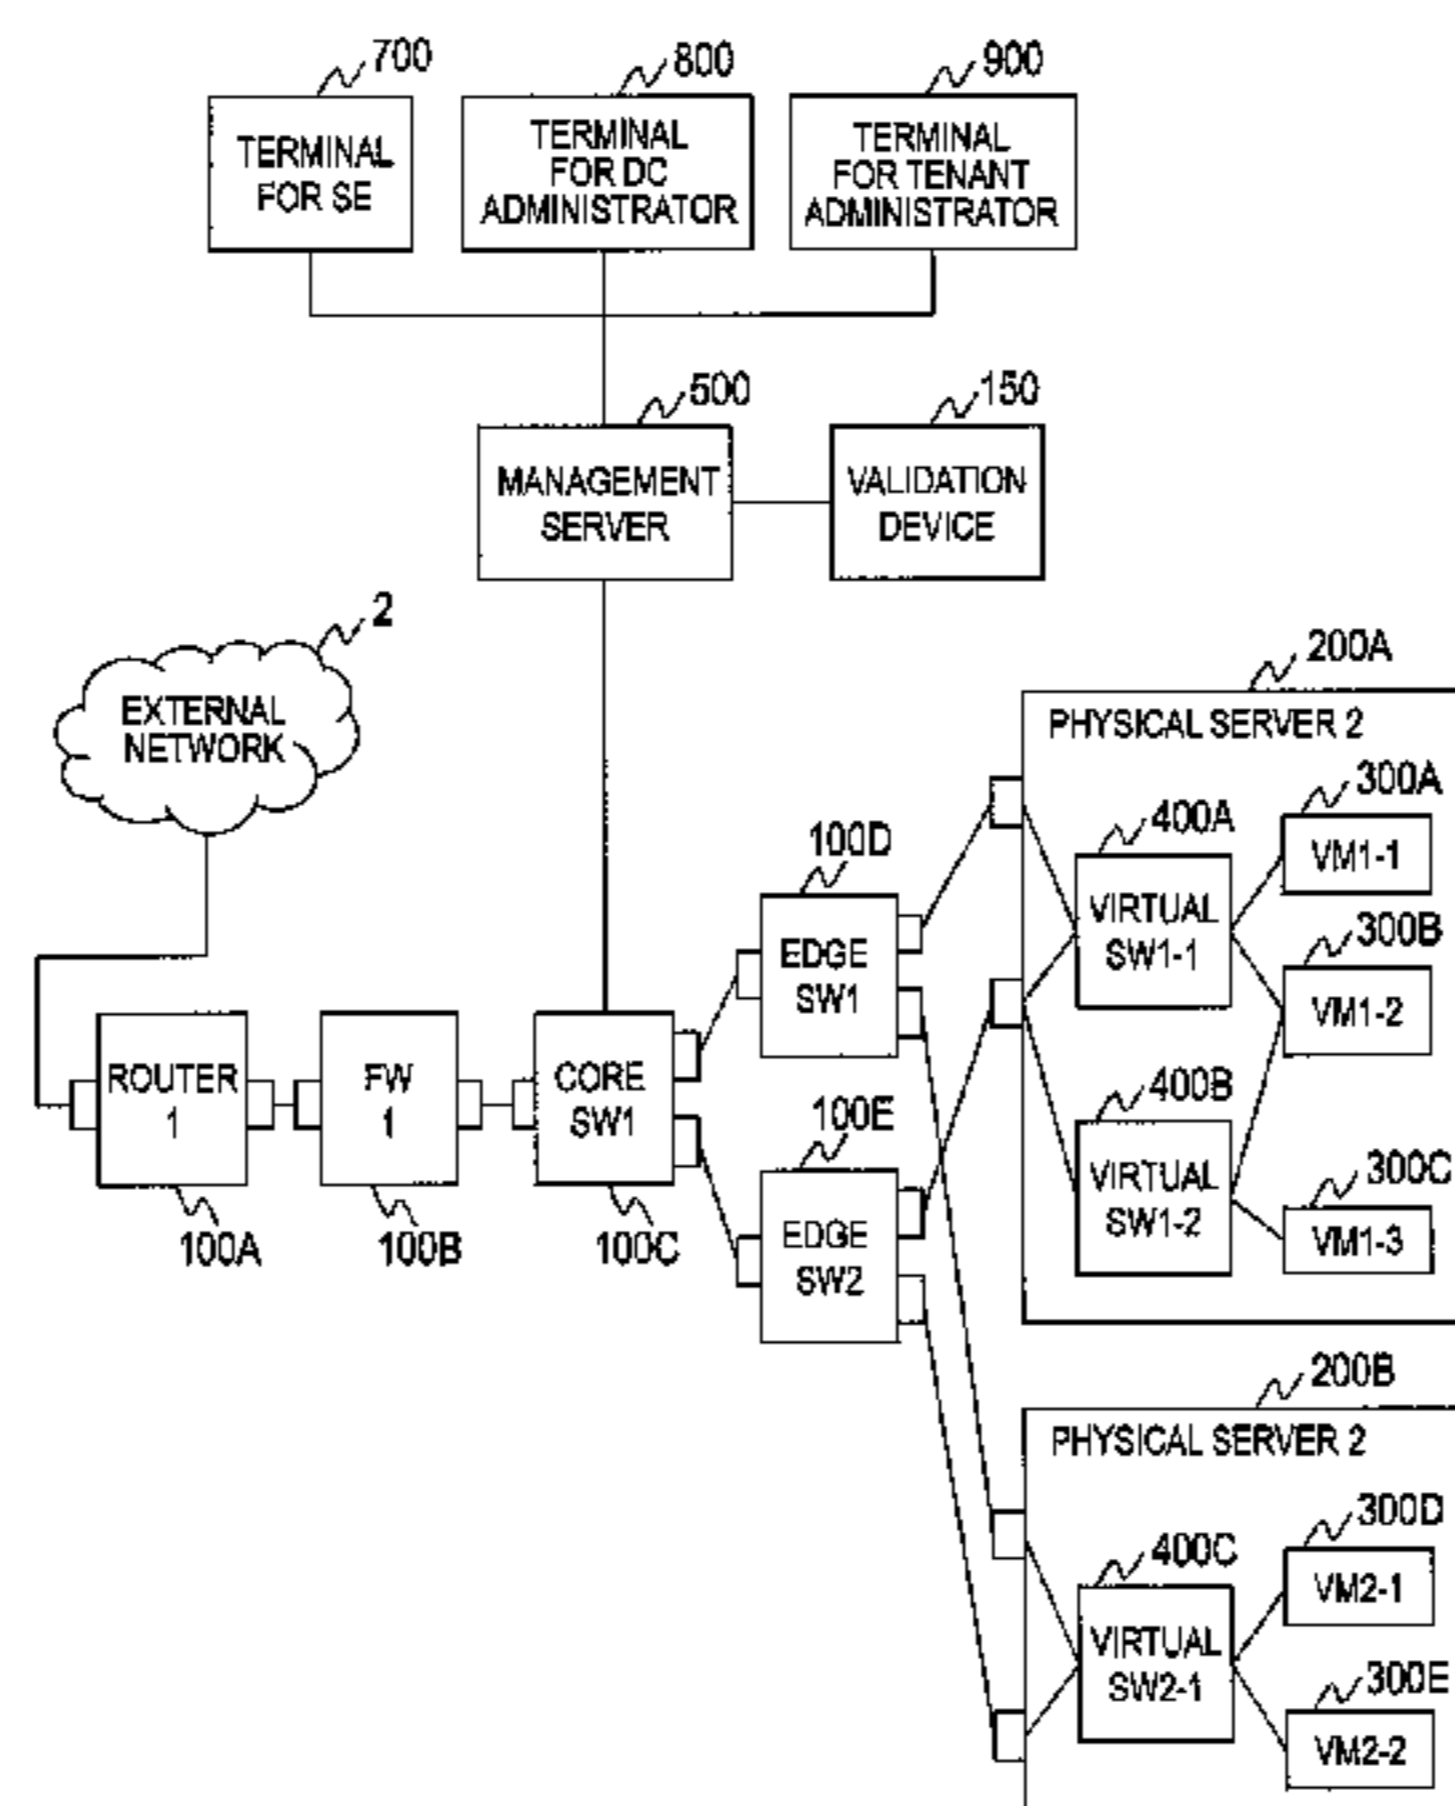 700
800
900
TERMINAL
FOR SE
TERMINAL
FOR DC
ADMINISTRATOR
TERMINAL
FOR TENANT
ADMINISTRATOR
500
150
MANAGEMENT
SERVER
VALIDATION
DEVICE
2
EXTERNAL
NETWORK
200A
PHYSICAL SERVER 2
300A
400A
VM1-1
100D
VIRTUAL
SW1-1
300B
EDGE
SW1
VM1-2
ROUTER
1
FW
1
CORE
SW1
400B
100E
VIRTUAL
SW1-2
300C
VM1-3
100A
100B
100C
EDGE
SW2
200B
PHYSICAL SERVER 2
300D
400C
VM2-1
VIRTUAL
SW2-1
300E
VM2-2